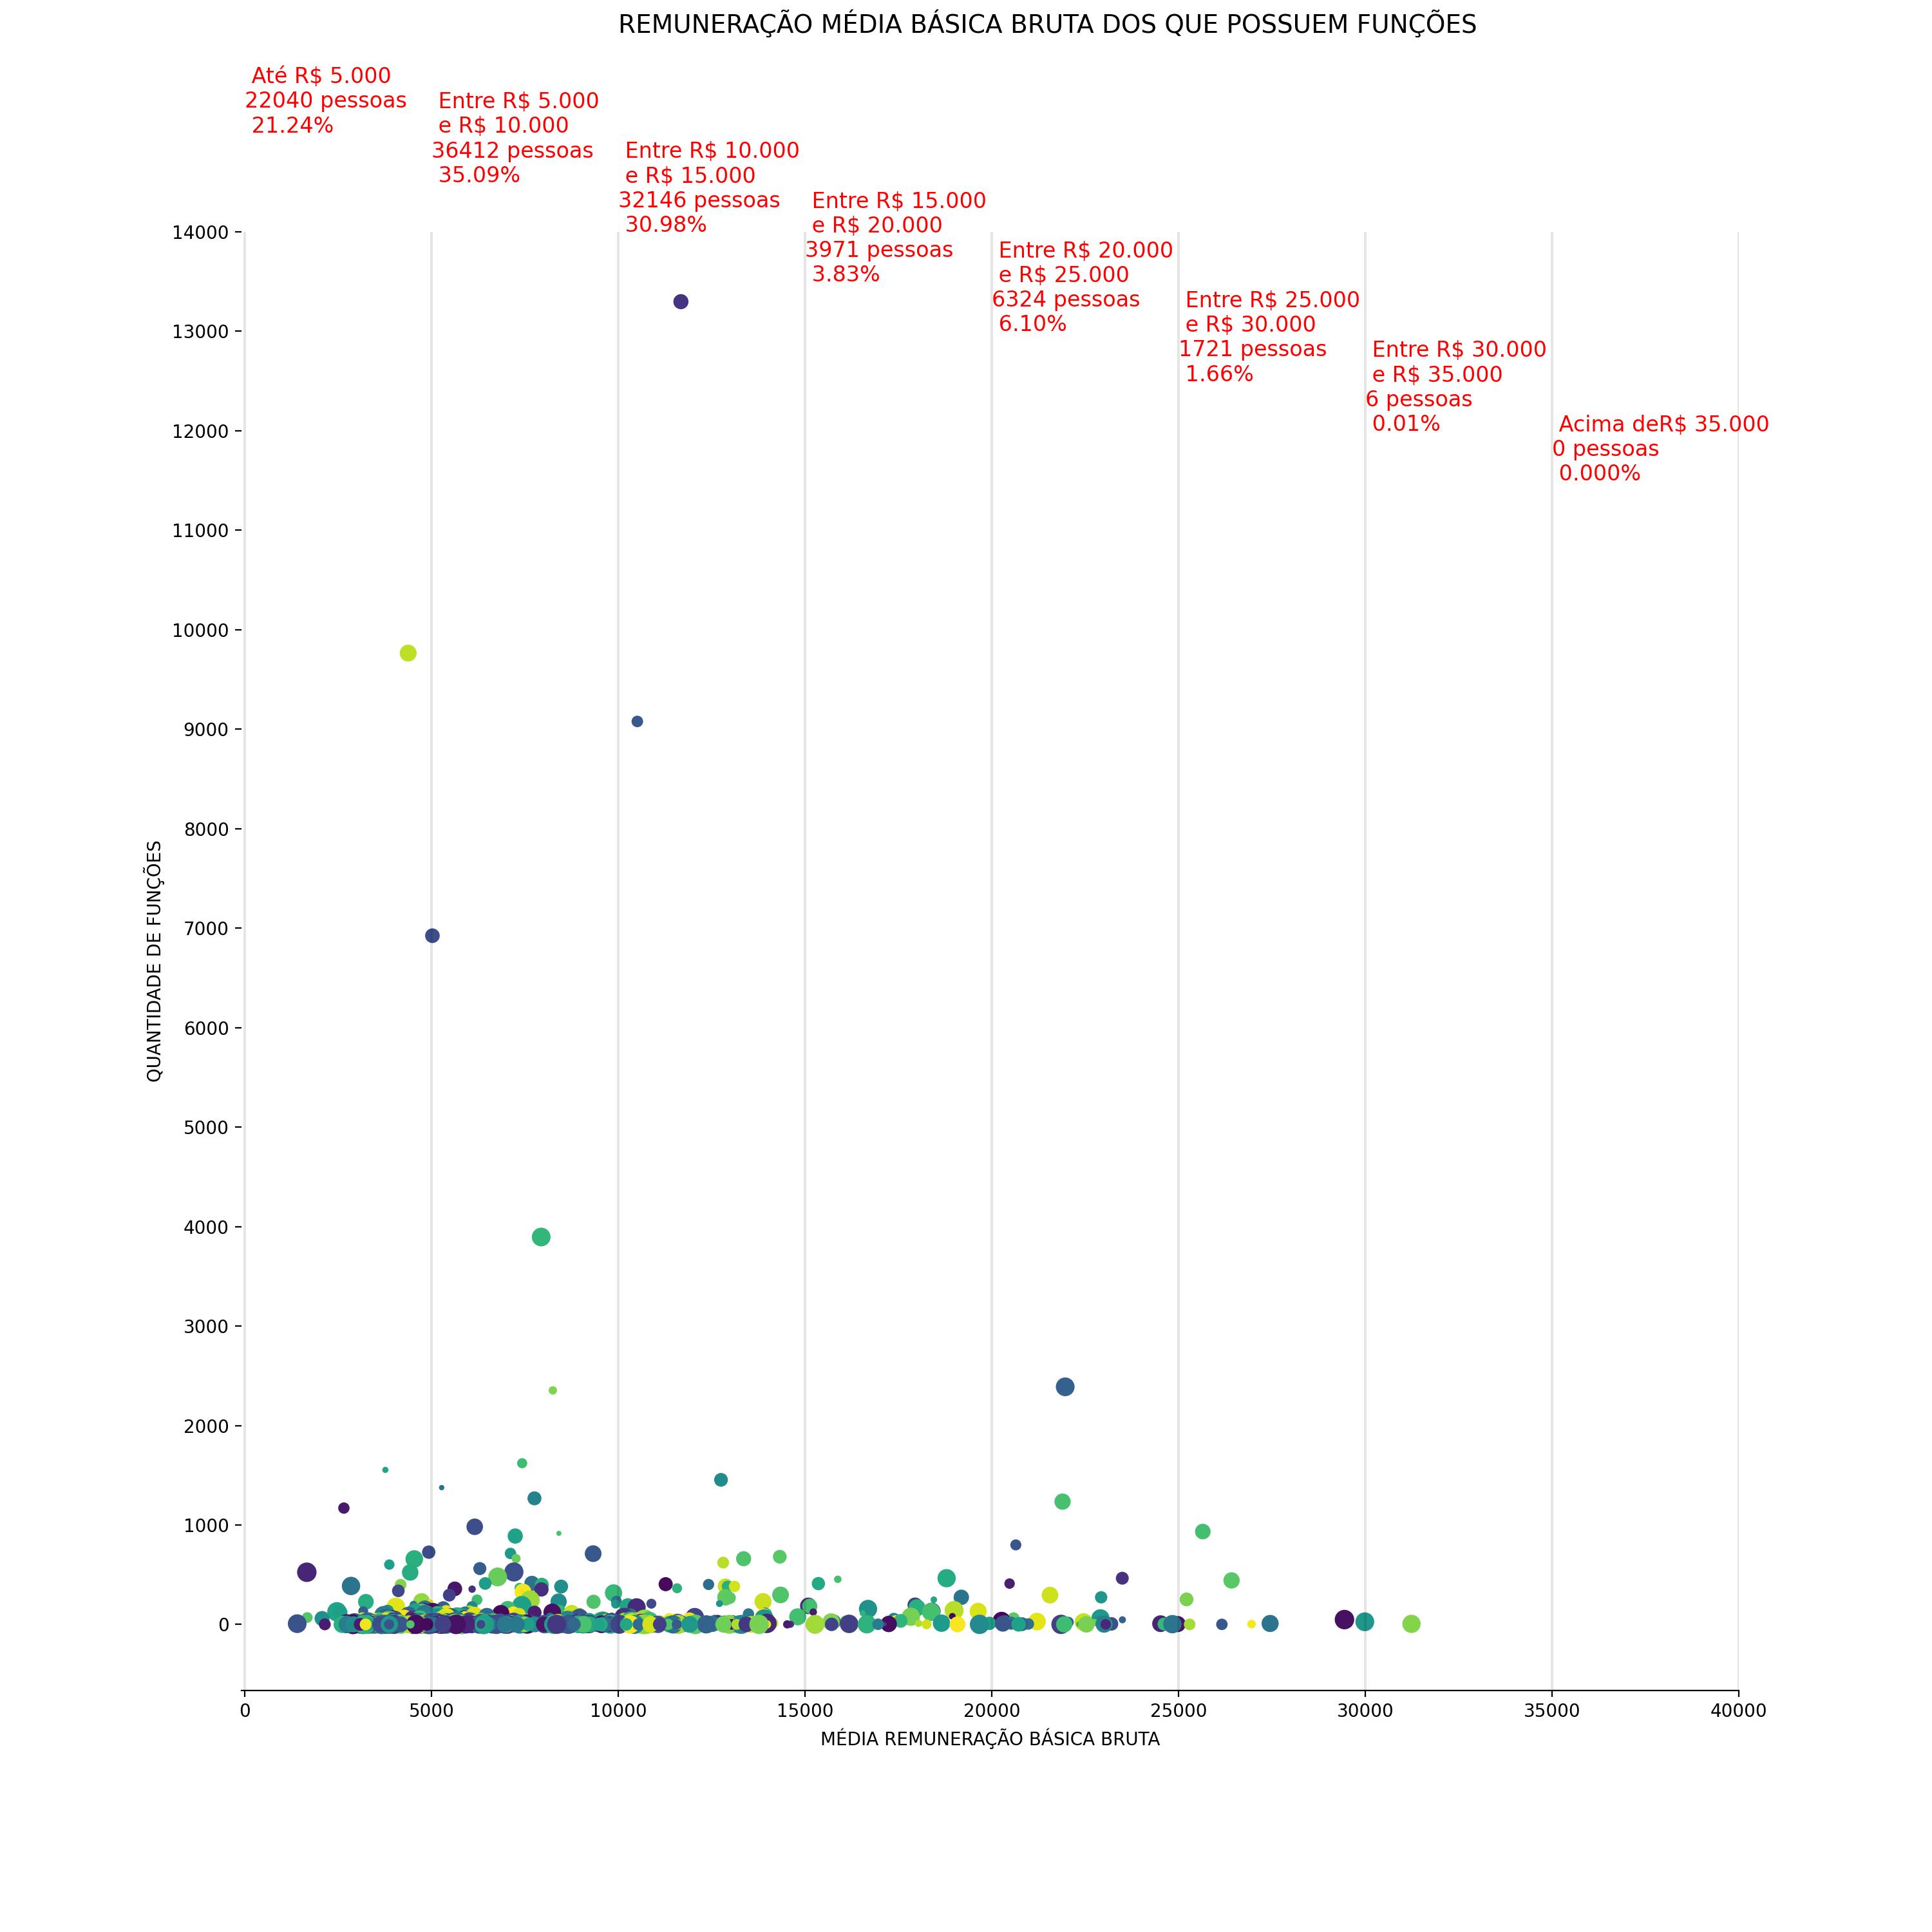 REMUNERAÇÃO MÉDIA BÁSICA BRUTA DOS QUE POSSUEM FUNÇÕES
Até R$ 5.000
22040 pessoas
21.24%
Entre R$ 5.000
e R$ 10.000
36412 pessoas
35.09%
Entre R$ 10.000
e R$ 15.000
32146 pessoas
30.98%
Entre R$ 15.000
e R$ 20.000
3971 pessoas
3.83%
Entre R$ 20.000
e R$ 25.000
6324 pessoas
6.10%
Entre R$ 25.000
e R$ 30.000
1721 pessoas
1.66%
Entre R$ 30.000
e R$ 35.000
6 pessoas
0.01%
Acima deR$ 35.000
0 pessoas
0.000%
14000
13000
12000
11000
10000
9000
8000
7000
6000
5000
4000
3000
2000
1000
0
QUANTIDADE DE FUNÇÕES
0 5000 10000 15000 20000 25000 30000 35000 40000
MÉDIA REMUNERAÇÃO BÁSICA BRUTA